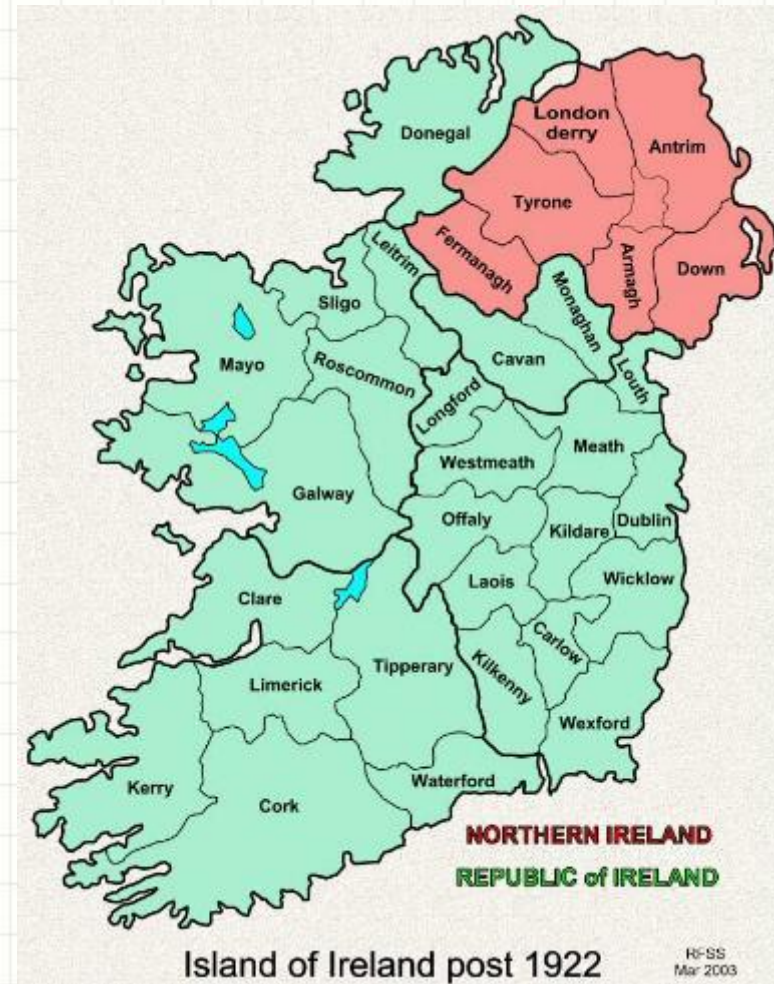 Donegal
London
derry
Antrim
Tyrone
Fermanagh
Armagh
Down
Leitrim
Sligo
Monaghan
Cavan
Mayo
Roscommon
Longford
Louth
Meath
Westmeath
Galway
Offaly
Kildare
Dublin
Laois
Wicklow
Clare
Carlow
Kilkenny
Tipperary
Limerick
Wexford
Waterford
Kerry
Cork
NORTHERN IRELAND
REPUBLIC of IRELAND
Island of Ireland post 1922
RFSS
Mar 2003